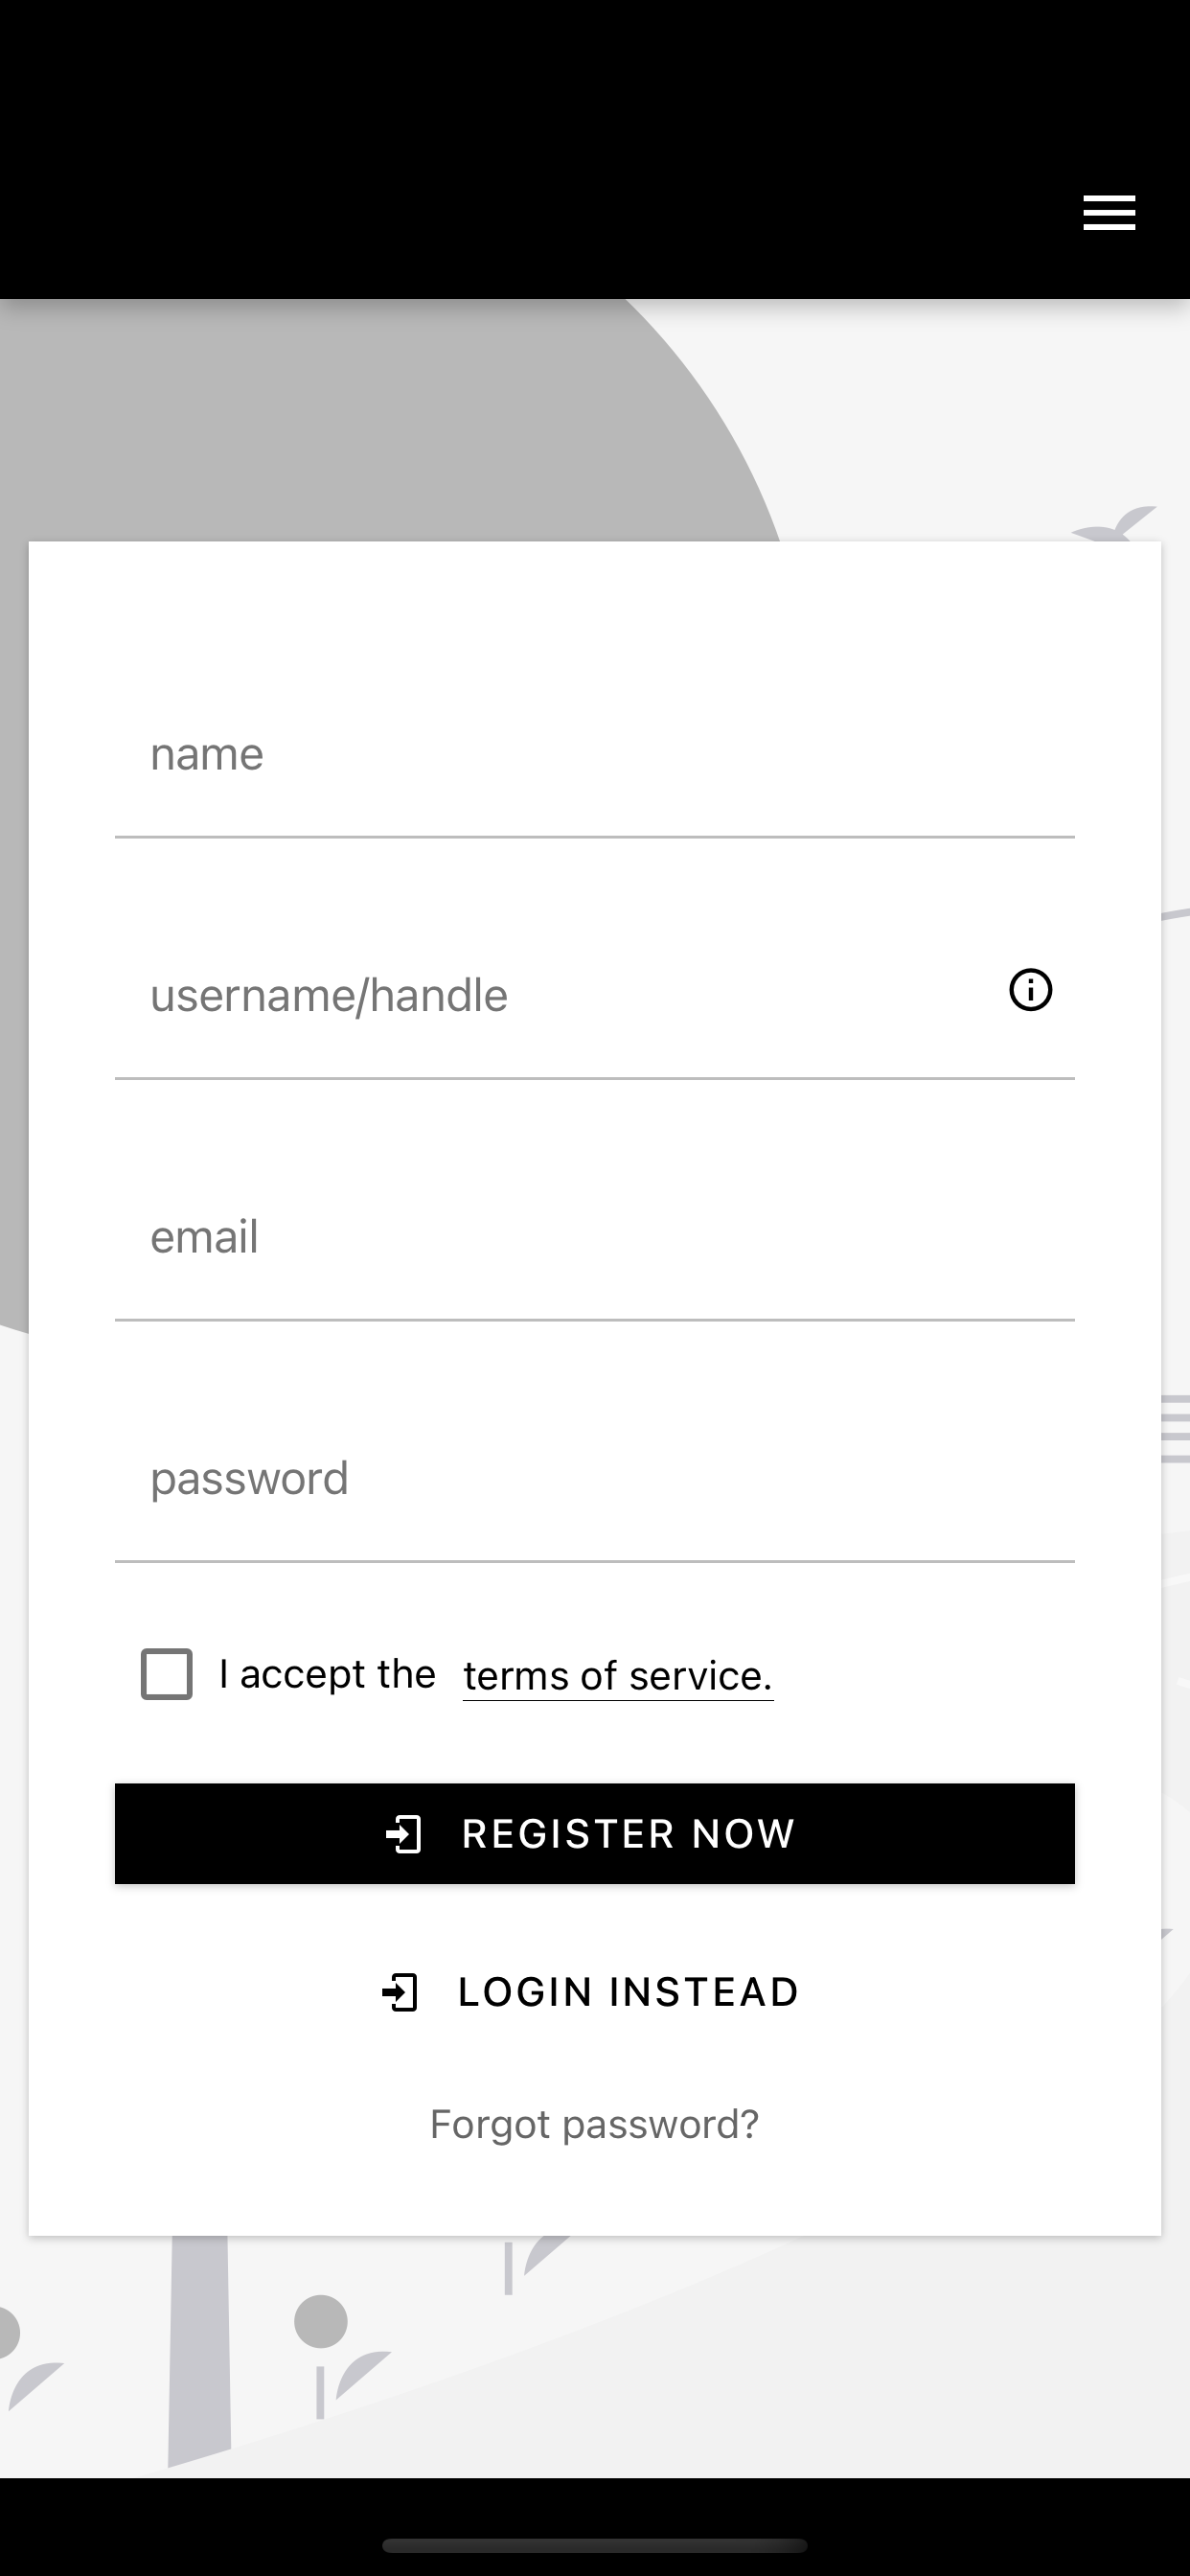 name
username/handle
email
password
I accept the terms of service.
REGISTER NOW
LOGIN INSTEAD
Forgot password?